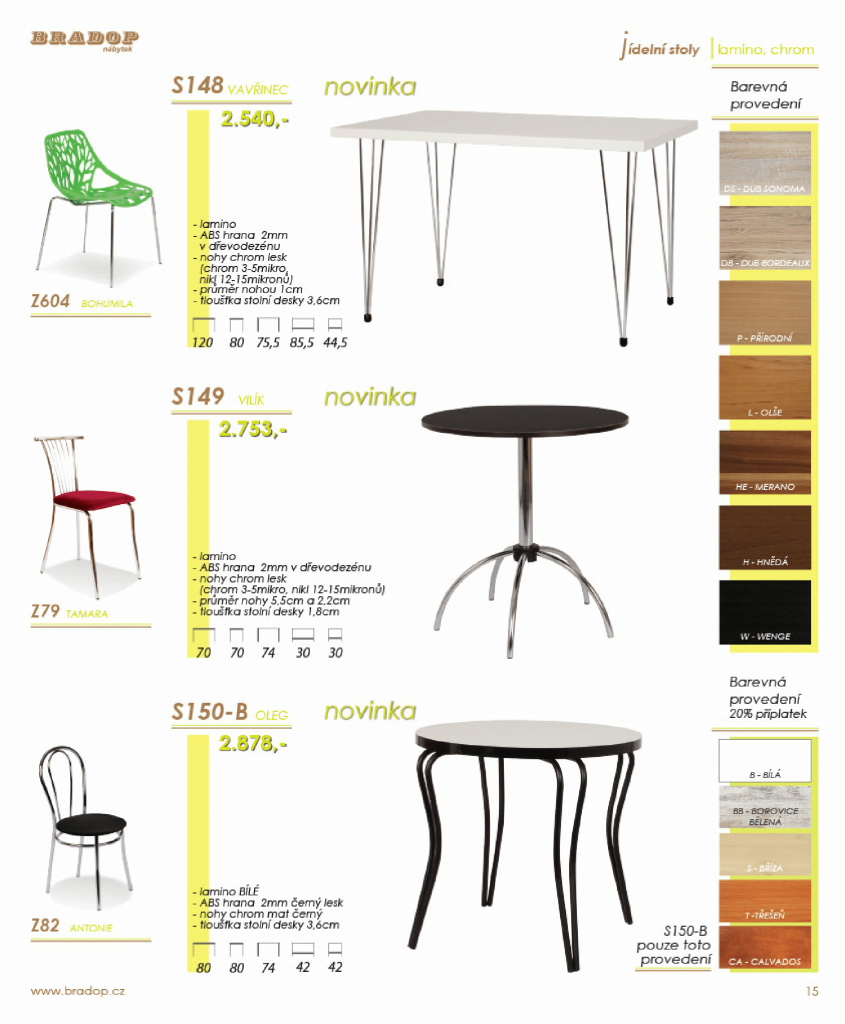 BRADOP
nábytek
jídelní stoly
lamino, chrom
S148 VAVŘINEC
novinka
2.540,-
- lamino
- ABS hrana 2mm
v dřevodezénu
- nohy chrom lesk
(chrom 3-5mikro,
nikl 12-15mikronů)
- průměr nohou 1cm
- tloušťka stolní desky 3,6cm
120 80 75,5 85,5 44,5
Z604 BOHUMILA
S149 VILÍK
novinka
2.753,-
- lamino
- ABS hrana 2mm v dřevodezénu
- nohy chrom lesk
(chrom 3-5mikro, nikl 12-15mikronů)
- průměr nohy 5,5cm a 2,2cm
- tloušťka stolní desky 1,8cm
70 70 74 30 30
Z79 TAMARA
S150-B OLEG
novinka
2.878,-
- lamino BÍLÉ
- ABS hrana 2mm černý lesk
- nohy chrom mat černý
- tloušťka stolní desky 3,6cm
80 80 74 42 42
Z82 ANTONIE
Barevná
provedení
DS - DUB SONOMA
DB - DUB BORDEAUX
P - PŘÍRODNÍ
L - OLŠE
HE - MERANO
H - HNĚDÁ
W - WENGE
Barevná
provedení
20% příplatek
B - BÍLÁ
BB - BOROVICE
BĚLENÁ
S - BŘÍZA
T -TŘEŠEŇ
CA - CALVADOS
S150-B
pouze toto
provedení
www.bradop.cz
15